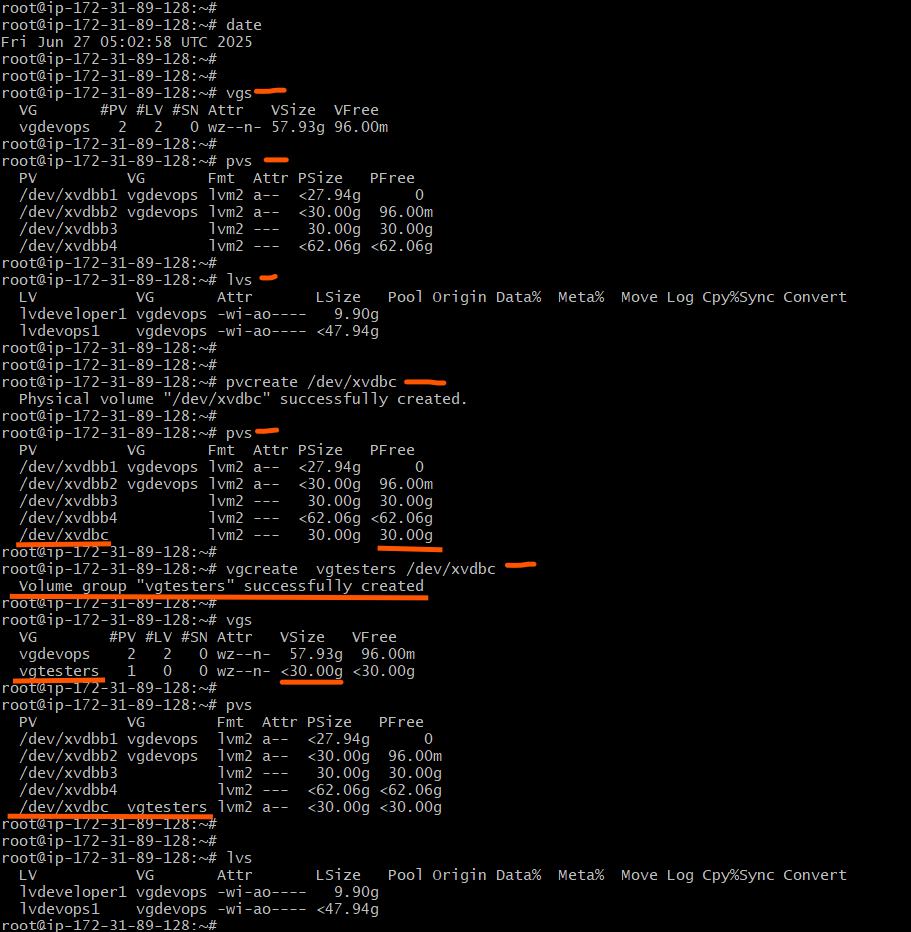 root@ip-172-31-89-128:~#
root@ip-172-31-89-128:~# date
Fri Jun 27 05:02:58 UTC 2025
root@ip-172-31-89-128:~#
root@ip-172-31-89-128:~#
root@ip-172-31-89-128:~# vgs
  VG       #PV #LV #SN Attr   VSize  VFree
  vgdevops   2   2   0 wz--n- 57.93g 96.00m
root@ip-172-31-89-128:~#
root@ip-172-31-89-128:~# pvs
  PV          VG       Fmt  Attr PSize   PFree
  /dev/xvdbb1 vgdevops lvm2 a--  <27.94g      0
  /dev/xvdbb2 vgdevops lvm2 a--  <30.00g  96.00m
  /dev/xvdbb3          lvm2 ---   30.00g  30.00g
  /dev/xvdbb4          lvm2 ---  <62.06g <62.06g
root@ip-172-31-89-128:~#
root@ip-172-31-89-128:~# lvs
  LV           VG       Attr       LSize   Pool Origin Data%  Meta%  Move Log Cpy%Sync Convert
  lvdeveloper1 vgdevops -wi-ao----   9.90g
  lvdevops1    vgdevops -wi-ao---- <47.94g
root@ip-172-31-89-128:~#
root@ip-172-31-89-128:~#
root@ip-172-31-89-128:~# pvcreate /dev/xvdbc
  Physical volume "/dev/xvdbc" successfully created.
root@ip-172-31-89-128:~#
root@ip-172-31-89-128:~# pvs
  PV          VG       Fmt  Attr PSize   PFree
  /dev/xvdbb1 vgdevops lvm2 a--  <27.94g      0
  /dev/xvdbb2 vgdevops lvm2 a--  <30.00g  96.00m
  /dev/xvdbb3          lvm2 ---   30.00g  30.00g
  /dev/xvdbb4          lvm2 ---  <62.06g <62.06g
  /dev/xvdbc           lvm2 ---   30.00g  30.00g
root@ip-172-31-89-128:~#
root@ip-172-31-89-128:~# vgcreate  vgtesters /dev/xvdbc
  Volume group "vgtesters" successfully created
root@ip-172-31-89-128:~#
root@ip-172-31-89-128:~# vgs
  VG        #PV #LV #SN Attr   VSize   VFree
  vgdevops    2   2   0 wz--n-  57.93g  96.00m
  vgtesters   1   0   0 wz--n- <30.00g <30.00g
root@ip-172-31-89-128:~#
root@ip-172-31-89-128:~# pvs
  PV          VG        Fmt  Attr PSize   PFree
  /dev/xvdbb1 vgdevops  lvm2 a--  <27.94g      0
  /dev/xvdbb2 vgdevops  lvm2 a--  <30.00g  96.00m
  /dev/xvdbb3           lvm2 ---   30.00g  30.00g
  /dev/xvdbb4           lvm2 ---  <62.06g <62.06g
  /dev/xvdbc  vgtesters lvm2 a--  <30.00g <30.00g
root@ip-172-31-89-128:~#
root@ip-172-31-89-128:~#
root@ip-172-31-89-128:~# lvs
  LV           VG       Attr       LSize   Pool Origin Data%  Meta%  Move Log Cpy%Sync Convert
  lvdeveloper1 vgdevops -wi-ao----   9.90g
  lvdevops1    vgdevops -wi-ao---- <47.94g
root@ip-172-31-89-128:~#